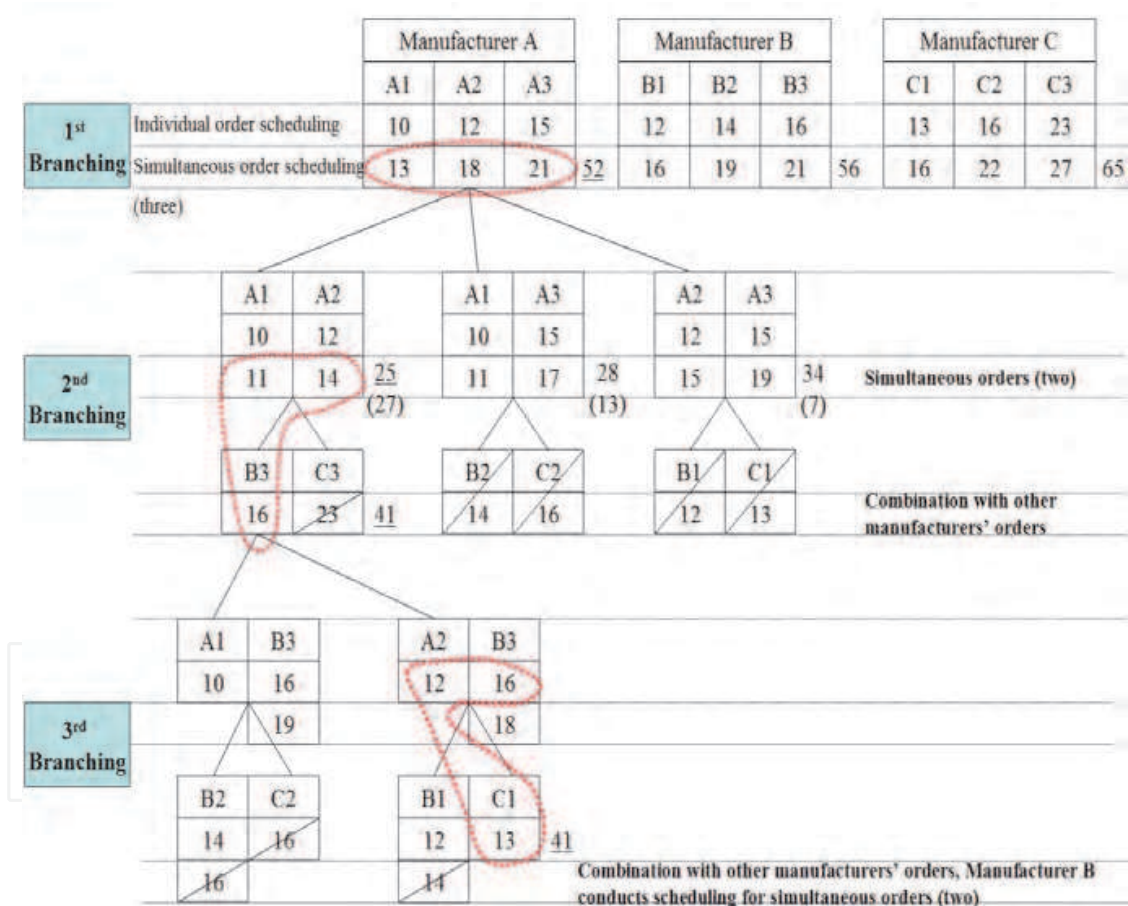 Manufacturer A Manufacturer B Manufacturer C
A1 A2 A3 B1 B2 B3 C1 C2 C3
1st Branching
Individual order scheduling 10 12 15 12 14 16 13 16 23
Simultaneous order scheduling 13 18 21 52 16 19 21 56 16 22 27 65
(three)
A1 A2 A1 A3 A2 A3
10 12 10 15 12 15
2nd Branching
11 14 25 11 17 28 15 19 34 Simultaneous orders (two)
(27) (13) (7)
B3 C3 B2 C2 B1 C1
16 23 41 14 16 12 13 Combination with other
manufacturers' orders
A1 B3 A2 B3
10 16 12 16
3rd Branching
19 18
B2 C2 B1 C1
14 16 12 13 41
16 14
Combination with other manufacturers' orders, Manufacturer B
conducts scheduling for simultaneous orders (two)